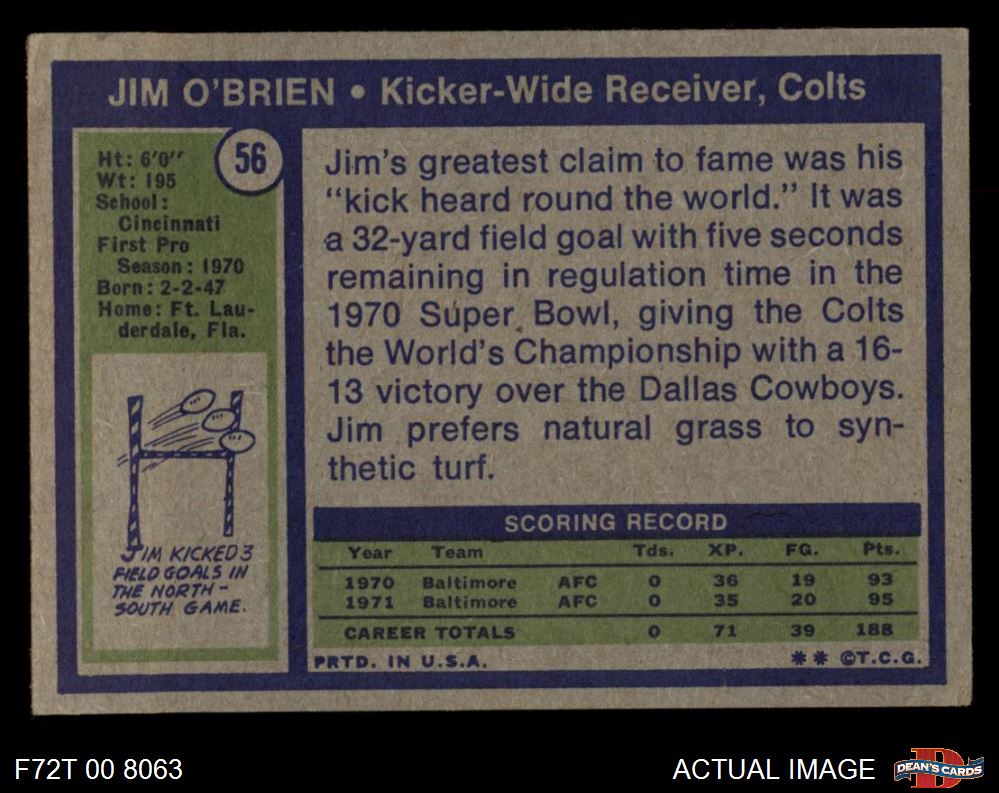 JIM O'BRIEN • Kicker-Wide Receiver, Colts
56
Ht: 6'0"
Wt: 195
School:
Cincinnati
First Pro
Season: 1970
Born: 2-2-47
Home: Ft. Lau-
derdale, Fla.
JIM KICKED 3
FIELD GOALS IN
THE NORTH-
SOUTH GAME.
Jim's greatest claim to fame was his
"kick heard round the world." It was
a 32-yard field goal with five seconds
remaining in regulation time in the
1970 Super Bowl, giving the Colts
the World's Championship with a 16-
13 victory over the Dallas Cowboys.
Jim prefers natural grass to syn-
thetic turf.
SCORING RECORD
Year Team Tds. XP. FG. Pts.
1970 Baltimore AFC 0 36 19 93
1971 Baltimore AFC 0 35 20 95
CAREER TOTALS 0 71 39 188
PRTD. IN U.S.A. ** ©T.C.G.
F72T 00 8063
ACTUAL IMAGE
DEAN'S CARDS